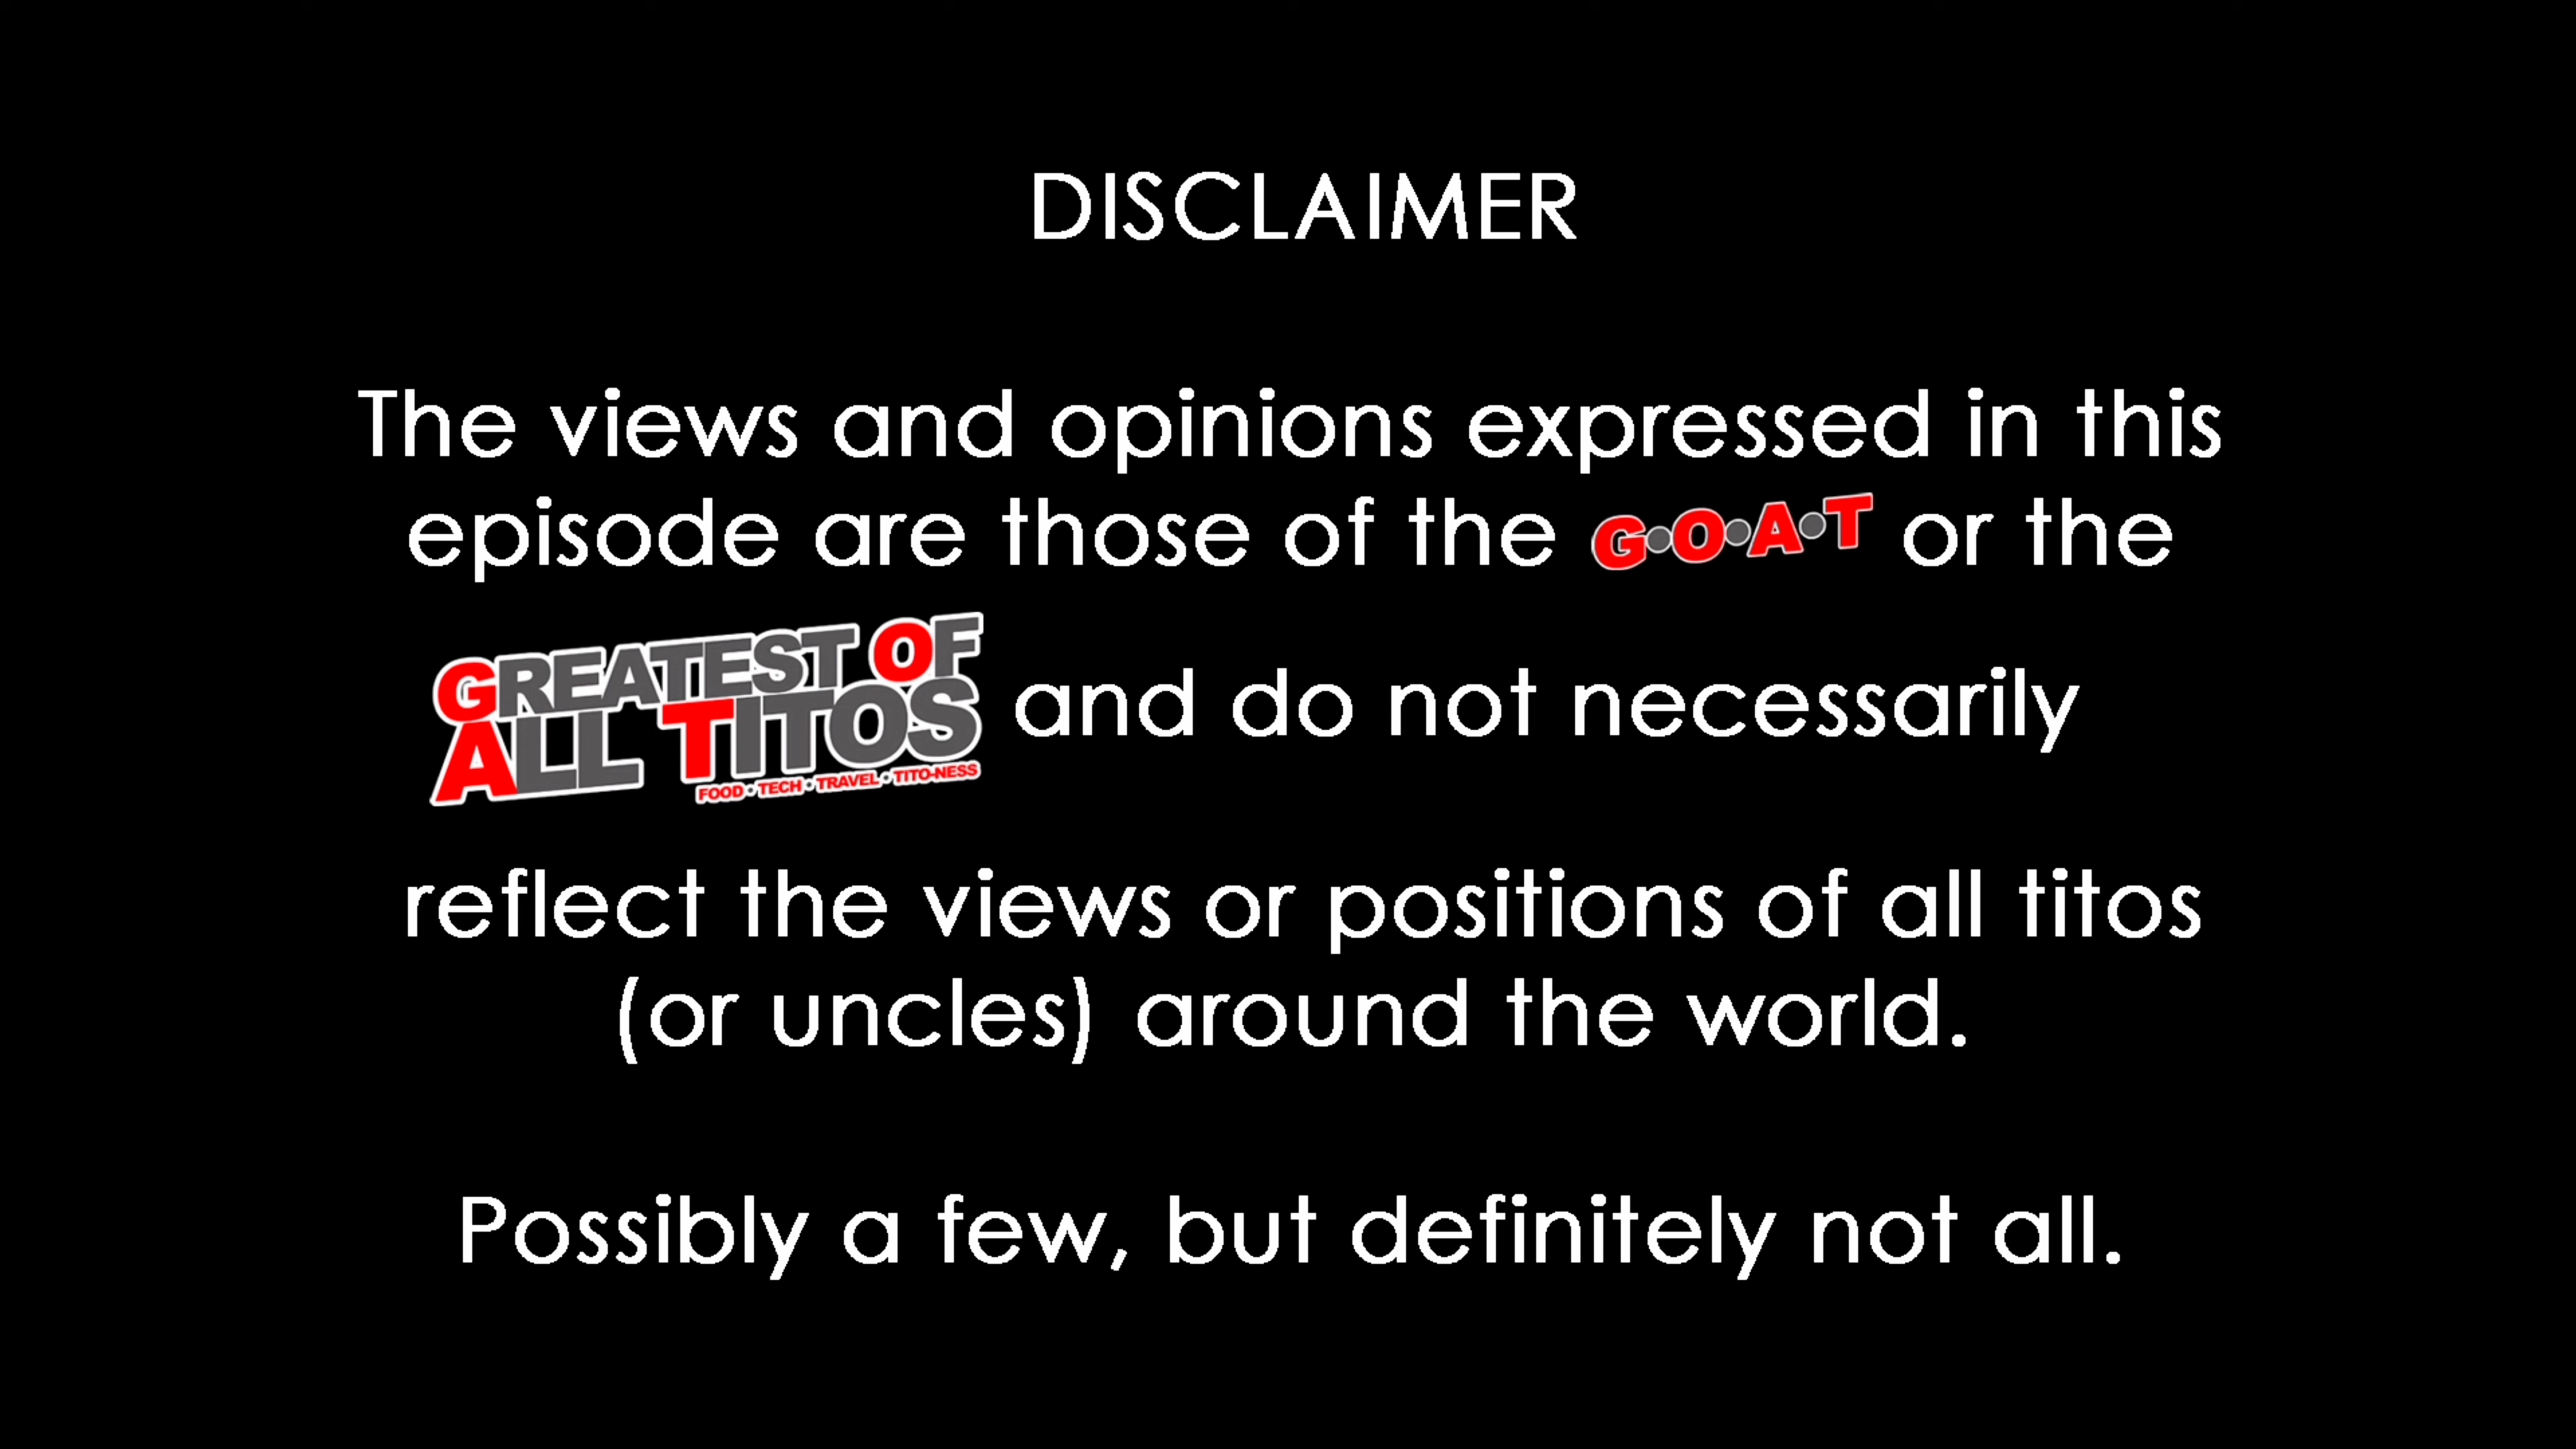 DISCLAIMER
The views and opinions expressed in this
episode are those of the G•O•A•T or the
GREATEST OF
ALL TITOS
FOOD • TECH • TRAVEL • TITO-NESS
and do not necessarily
reflect the views or positions of all titos
(or uncles) around the world.
Possibly a few, but definitely not all.